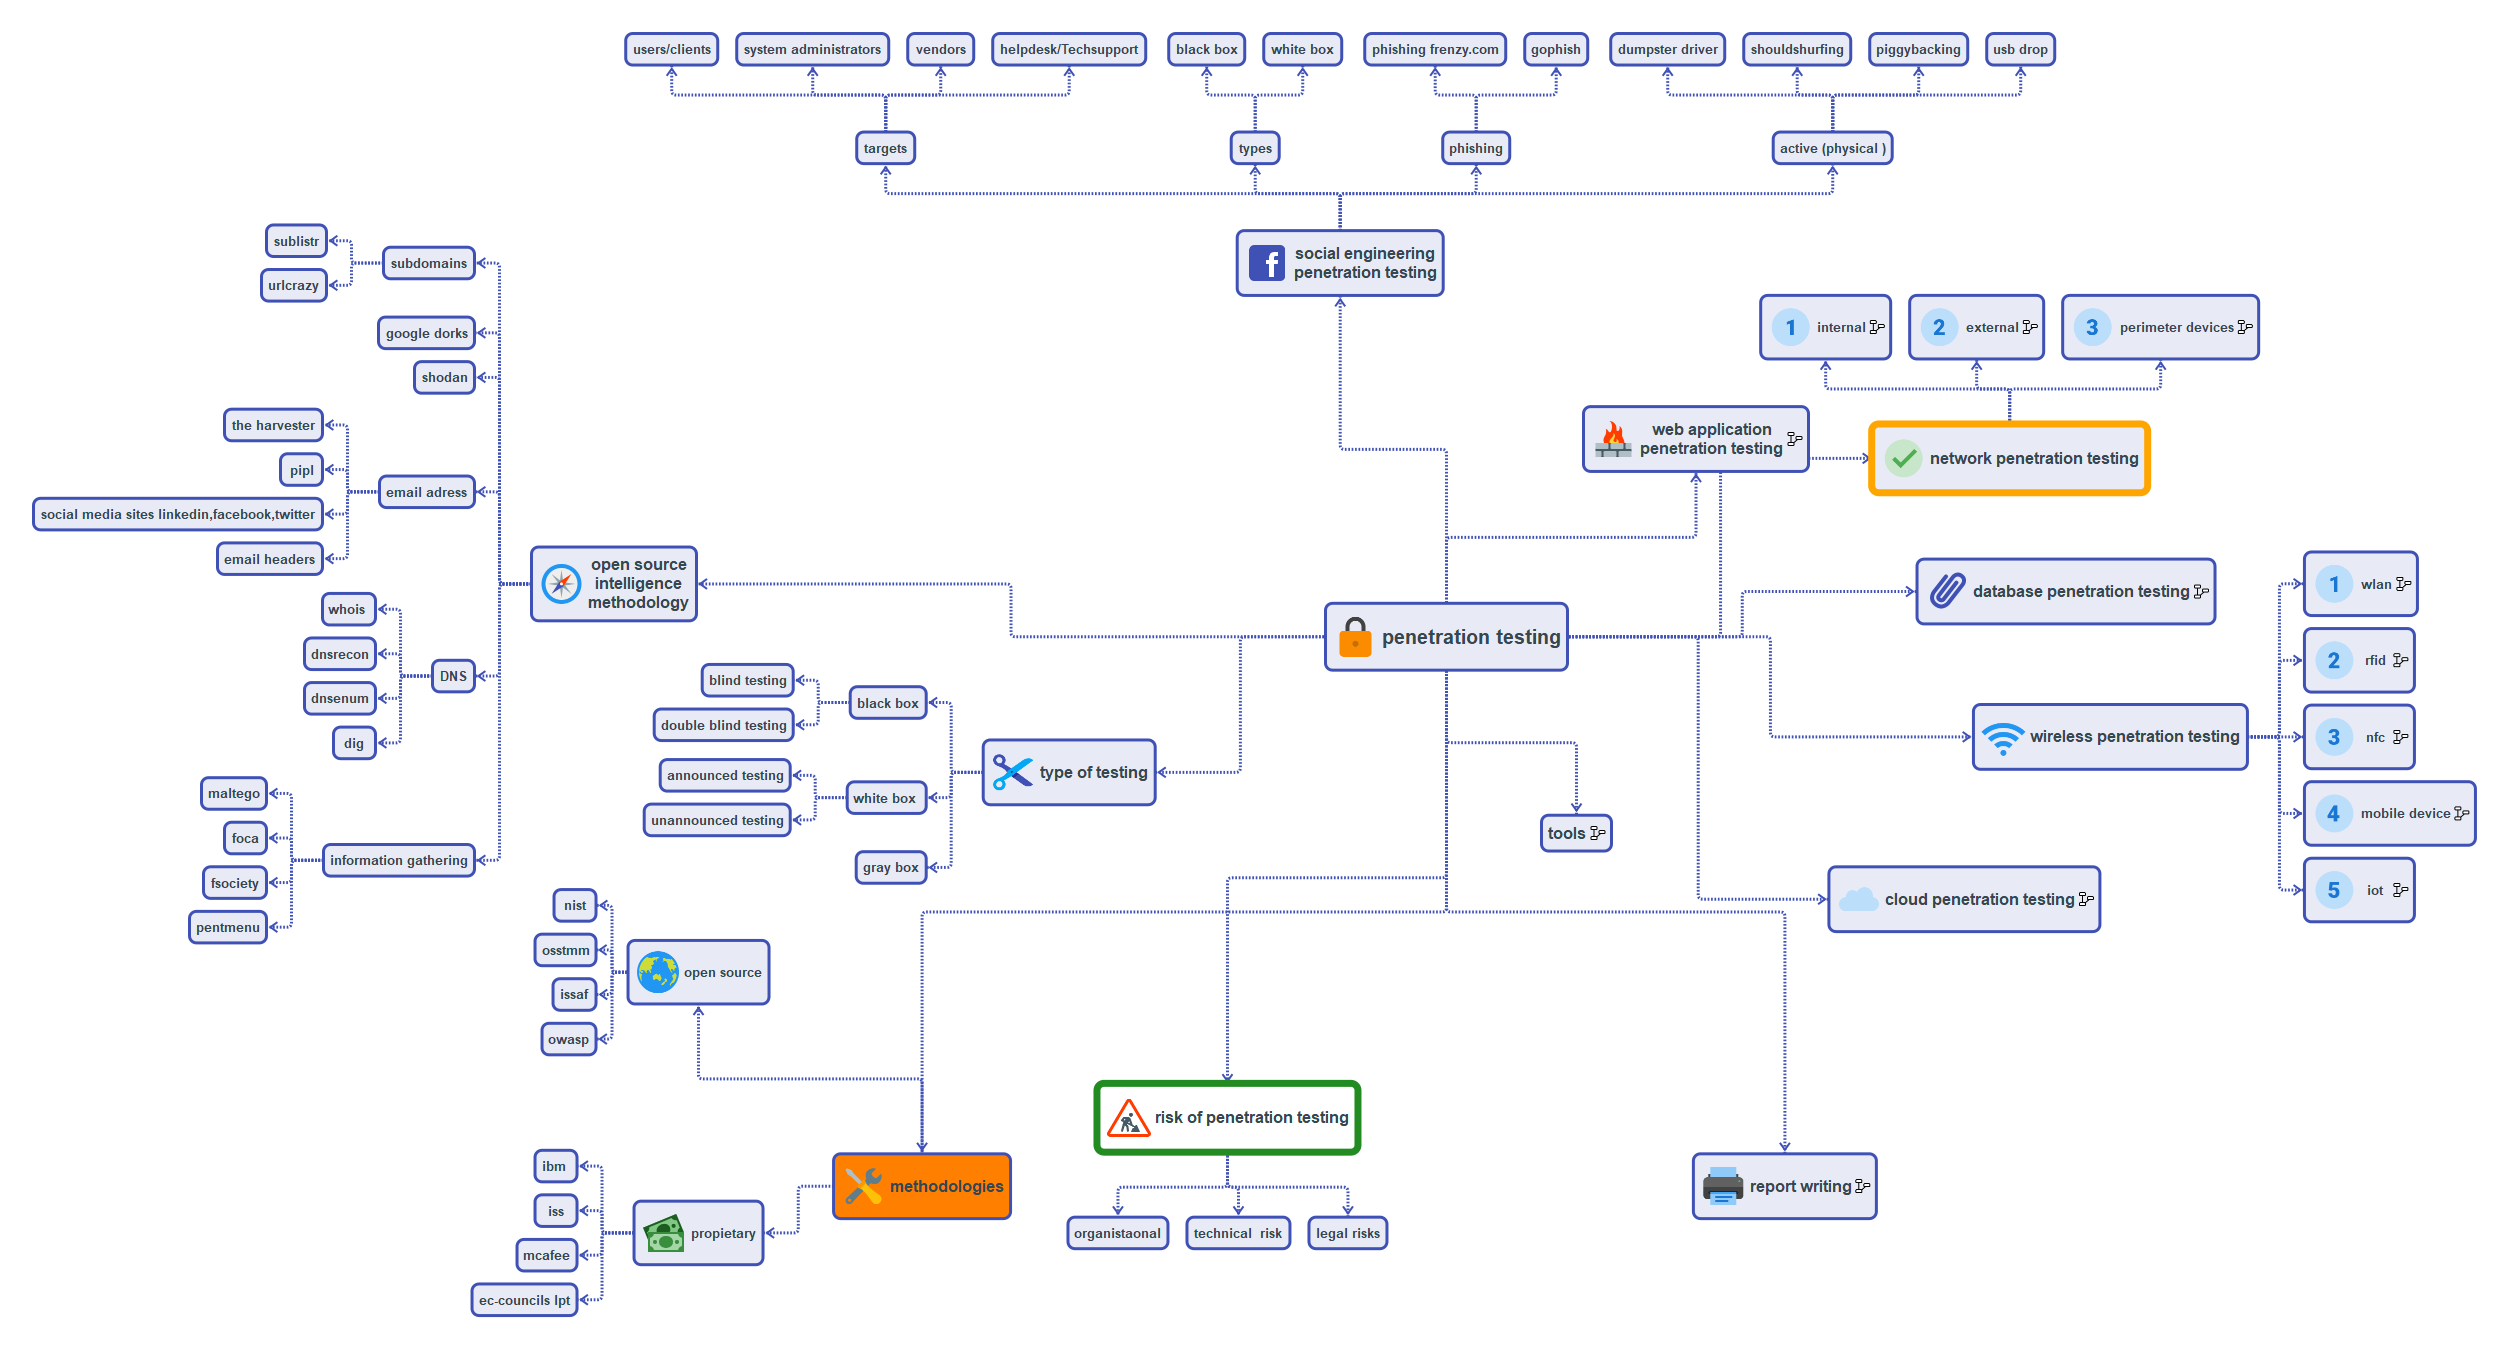 users/clients
system administrators
vendors
helpdesk/Techsupport
black box
white box
phishing frenzy.com
gophish
dumpster driver
shouldshurfing
piggybacking
usb drop
targets
types
phishing
active (physical )
social engineering
penetration testing
sublistr
subdomains
urlcrazy
google dorks
shodan
the harvester
pipl
email adress
social media sites linkedin,facebook,twitter
email headers
open source
intelligence
methodology
whois
dnsrecon
DNS
dnsenum
dig
maltego
foca
information gathering
fsociety
pentmenu
1 internal
2 external
3 perimeter devices
web application
penetration testing
network penetration testing
database penetration testing
penetration testing
1 wlan
2 rfid
3 nfc
4 mobile device
5 iot
wireless penetration testing
cloud penetration testing
blind testing
black box
double blind testing
type of testing
announced testing
white box
unannounced testing
gray box
tools
nist
osstmm
open source
issaf
owasp
risk of penetration testing
organistaonal
technical risk
legal risks
methodologies
report writing
ibm
iss
propietary
mcafee
ec-councils lpt